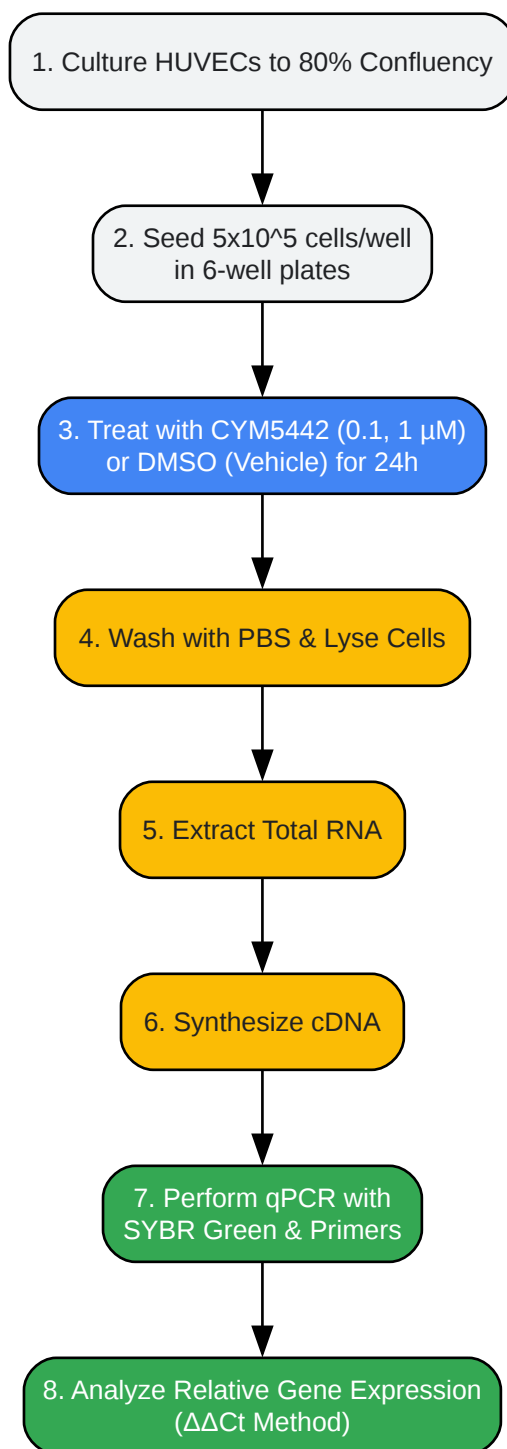 1. Culture HUVECs to 80% Confluency
2. Seed 5x10^5 cells/well
in 6-well plates
3. Treat with CYM5442 (0.1, 1 µM)
or DMSO (Vehicle) for 24h
4. Wash with PBS & Lyse Cells
5. Extract Total RNA
6. Synthesize cDNA
7. Perform qPCR with
SYBR Green & Primers
8. Analyze Relative Gene Expression
(ΔΔCt Method)